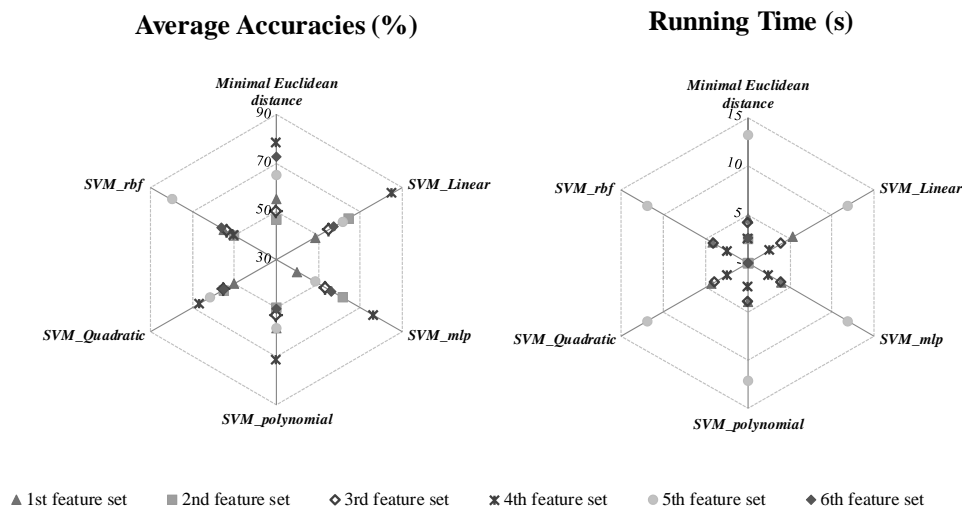 Average Accuracies (%)
Running Time (s)
Minimal Euclidean
distance
90
70
50
30
SVM_rbf
SVM_Linear
SVM_Quadratic
SVM_mlp
SVM_polynomial
Minimal Euclidean
distance
15
10
5
-
SVM_rbf
SVM_Linear
SVM_Quadratic
SVM_mlp
SVM_polynomial
1st feature set
2nd feature set
3rd feature set
4th feature set
5th feature set
6th feature set